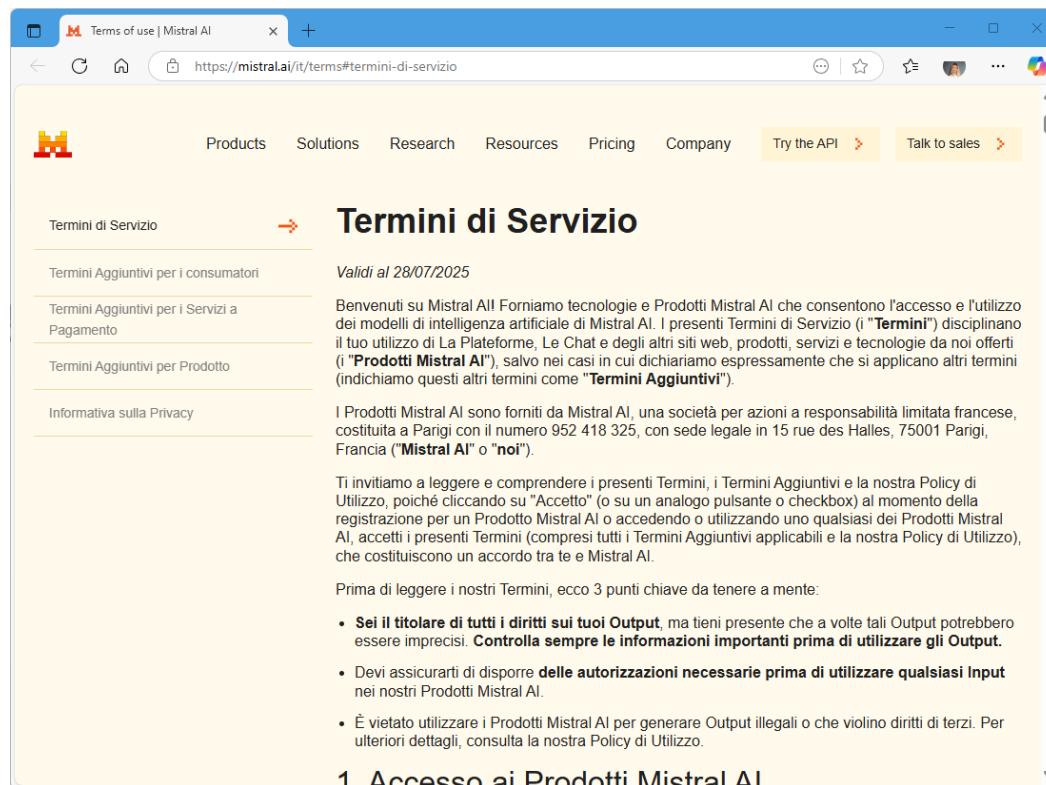 Terms of use | Mistral AI
https://mistral.ai/it/terms#termini-di-servizio
Products Solutions Research Resources Pricing Company Try the API Talk to sales
Termini di Servizio
Termini Aggiuntivi per i consumatori
Termini Aggiuntivi per i Servizi a
Pagamento
Termini Aggiuntivi per Prodotto
Informativa sulla Privacy
Termini di Servizio
Validi al 28/07/2025
Benvenuti su Mistral AI! Forniamo tecnologie e Prodotti Mistral AI che consentono l'accesso e l'utilizzo
dei modelli di intelligenza artificiale di Mistral AI. I presenti Termini di Servizio (i "Termini") disciplinano
il tuo utilizzo di La Plateforme, Le Chat e degli altri siti web, prodotti, servizi e tecnologie da noi offerti
(i "Prodotti Mistral AI"), salvo nei casi in cui dichiariamo espressamente che si applicano altri termini
(indichiamo questi altri termini come "Termini Aggiuntivi").
I Prodotti Mistral AI sono forniti da Mistral AI, una società per azioni a responsabilità limitata francese,
costituita a Parigi con il numero 952 418 325, con sede legale in 15 rue des Halles, 75001 Parigi,
Francia ("Mistral AI" o "noi").
Ti invitiamo a leggere e comprendere i presenti Termini, i Termini Aggiuntivi e la nostra Policy di
Utilizzo, poiché cliccando su "Accetto" (o su un analogo pulsante o checkbox) al momento della
registrazione per un Prodotto Mistral AI o accedendo o utilizzando uno qualsiasi dei Prodotti Mistral
AI, accetti i presenti Termini (compresi tutti i Termini Aggiuntivi applicabili e la nostra Policy di Utilizzo),
che costituiscono un accordo tra te e Mistral AI.
Prima di leggere i nostri Termini, ecco 3 punti chiave da tenere a mente:
• Sei il titolare di tutti i diritti sui tuoi Output, ma tieni presente che a volte tali Output potrebbero
essere imprecisi. Controlla sempre le informazioni importanti prima di utilizzare gli Output.
• Devi assicurarti di disporre delle autorizzazioni necessarie prima di utilizzare qualsiasi Input
nei nostri Prodotti Mistral AI.
• È vietato utilizzare i Prodotti Mistral AI per generare Output illegali o che violino diritti di terzi. Per
ulteriori dettagli, consulta la nostra Policy di Utilizzo.
1. Accesso ai Prodotti Mistral AI